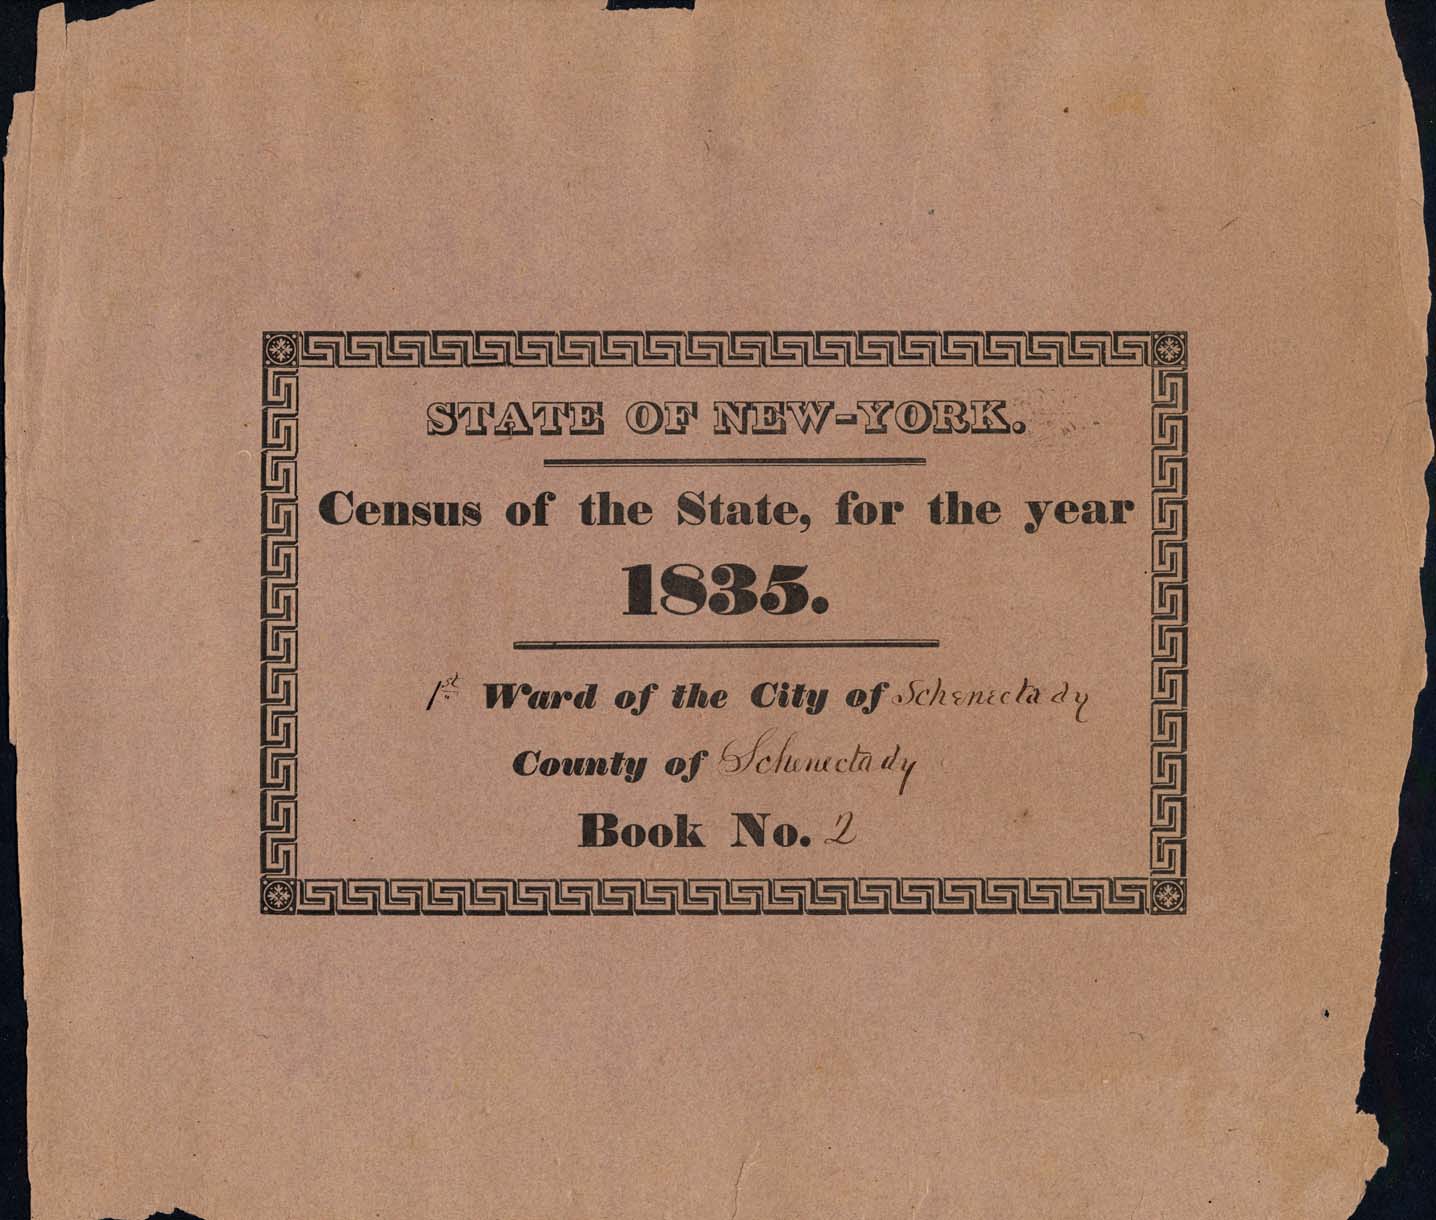 STATE OF NEW-YORK.
Census of the State, for the year
1835.
1st Ward of the City of Schenectady
County of Schenectady
Book No. 2